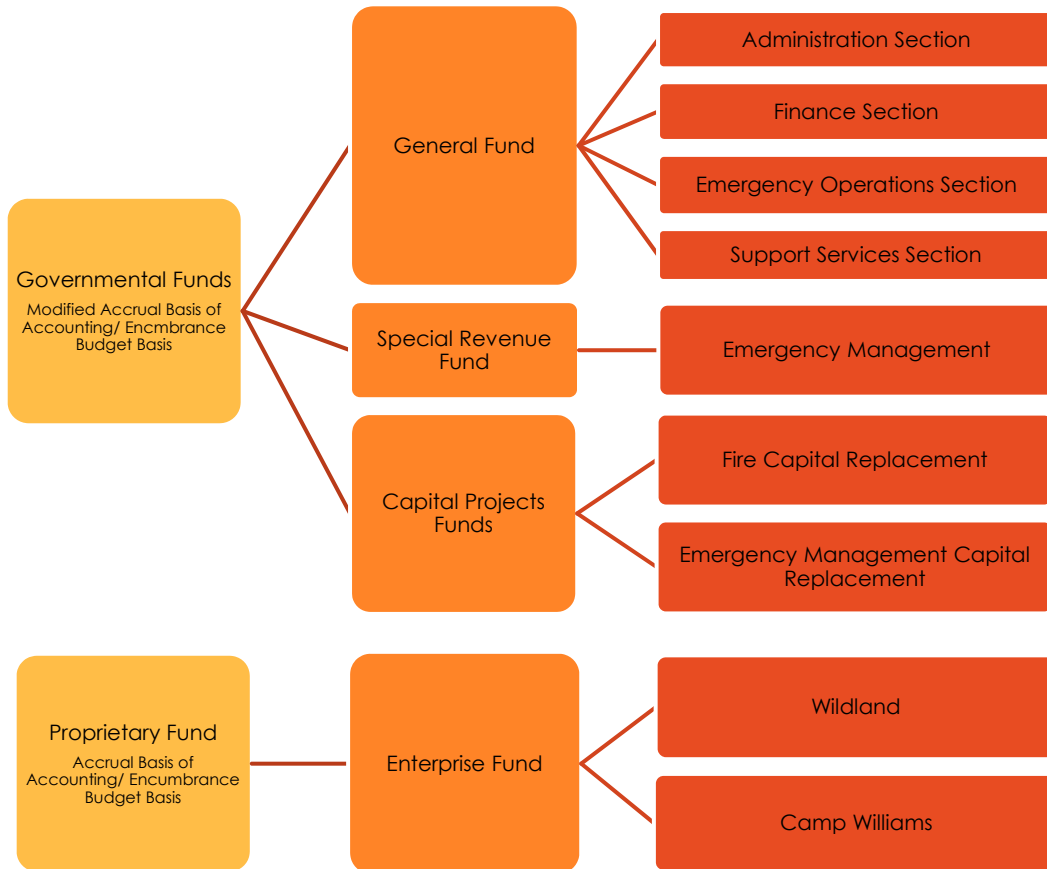 Governmental Funds
Modified Accrual Basis of
Accounting/ Encmbrance
Budget Basis
General Fund
Administration Section
Finance Section
Emergency Operations Section
Support Services Section
Special Revenue
Fund
Emergency Management
Capital Projects
Funds
Fire Capital Replacement
Emergency Management Capital
Replacement
Proprietary Fund
Accrual Basis of
Accounting/ Encumbrance
Budget Basis
Enterprise Fund
Wildland
Camp Williams